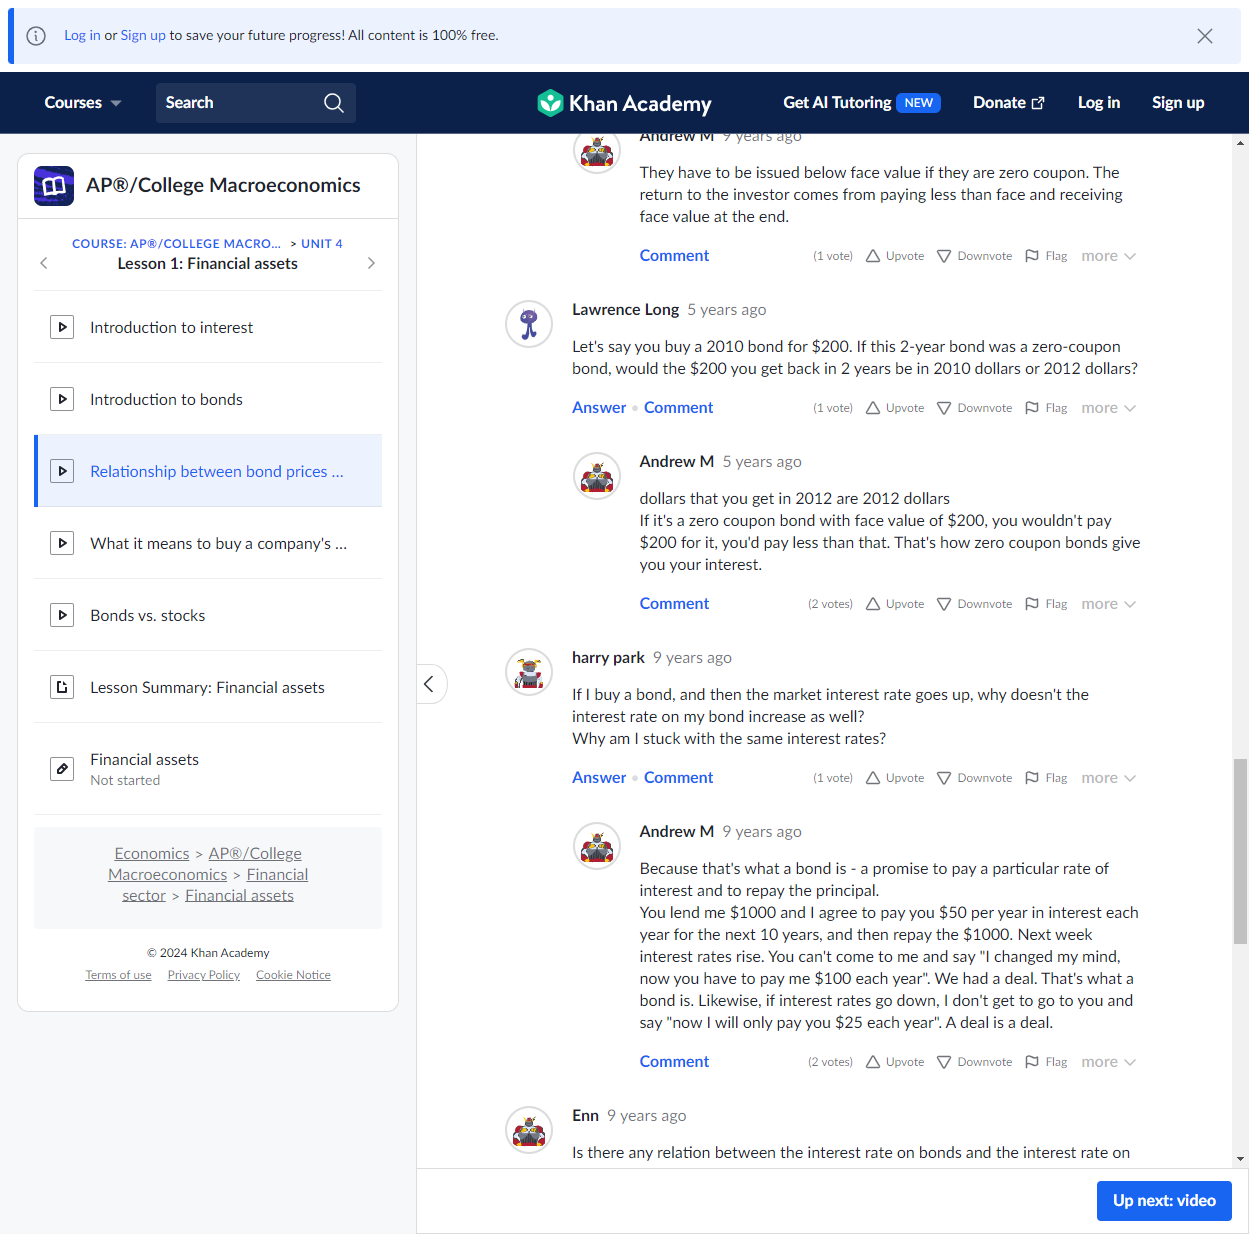 Log in or Sign up to save your future progress! All content is 100% free.
Courses
Search
Khan Academy
Get AI Tutoring NEW
Donate
Log in
Sign up
AP®/College Macroeconomics
COURSE: AP®/COLLEGE MACRO... > UNIT 4
Lesson 1: Financial assets
Introduction to interest
Introduction to bonds
Relationship between bond prices ...
What it means to buy a company's ...
Bonds vs. stocks
Lesson Summary: Financial assets
Financial assets
Not started
Economics > AP®/College
Macroeconomics > Financial
sector > Financial assets
© 2024 Khan Academy
Terms of use Privacy Policy Cookie Notice
Andrew M 9 years ago
They have to be issued below face value if they are zero coupon. The
return to the investor comes from paying less than face and receiving
face value at the end.
Comment (1 vote) Upvote Downvote Flag more
Lawrence Long 5 years ago
Let's say you buy a 2010 bond for $200. If this 2-year bond was a zero-coupon
bond, would the $200 you get back in 2 years be in 2010 dollars or 2012 dollars?
Answer • Comment (1 vote) Upvote Downvote Flag more
Andrew M 5 years ago
dollars that you get in 2012 are 2012 dollars
If it's a zero coupon bond with face value of $200, you wouldn't pay
$200 for it, you'd pay less than that. That's how zero coupon bonds give
you your interest.
Comment (2 votes) Upvote Downvote Flag more
harry park 9 years ago
If I buy a bond, and then the market interest rate goes up, why doesn't the
interest rate on my bond increase as well?
Why am I stuck with the same interest rates?
Answer • Comment (1 vote) Upvote Downvote Flag more
Andrew M 9 years ago
Because that's what a bond is - a promise to pay a particular rate of
interest and to repay the principal.
You lend me $1000 and I agree to pay you $50 per year in interest each
year for the next 10 years, and then repay the $1000. Next week
interest rates rise. You can't come to me and say "I changed my mind,
now you have to pay me $100 each year". We had a deal. That's what a
bond is. Likewise, if interest rates go down, I don't get to go to you and
say "now I will only pay you $25 each year". A deal is a deal.
Comment (2 votes) Upvote Downvote Flag more
Enn 9 years ago
Is there any relation between the interest rate on bonds and the interest rate on
Up next: video